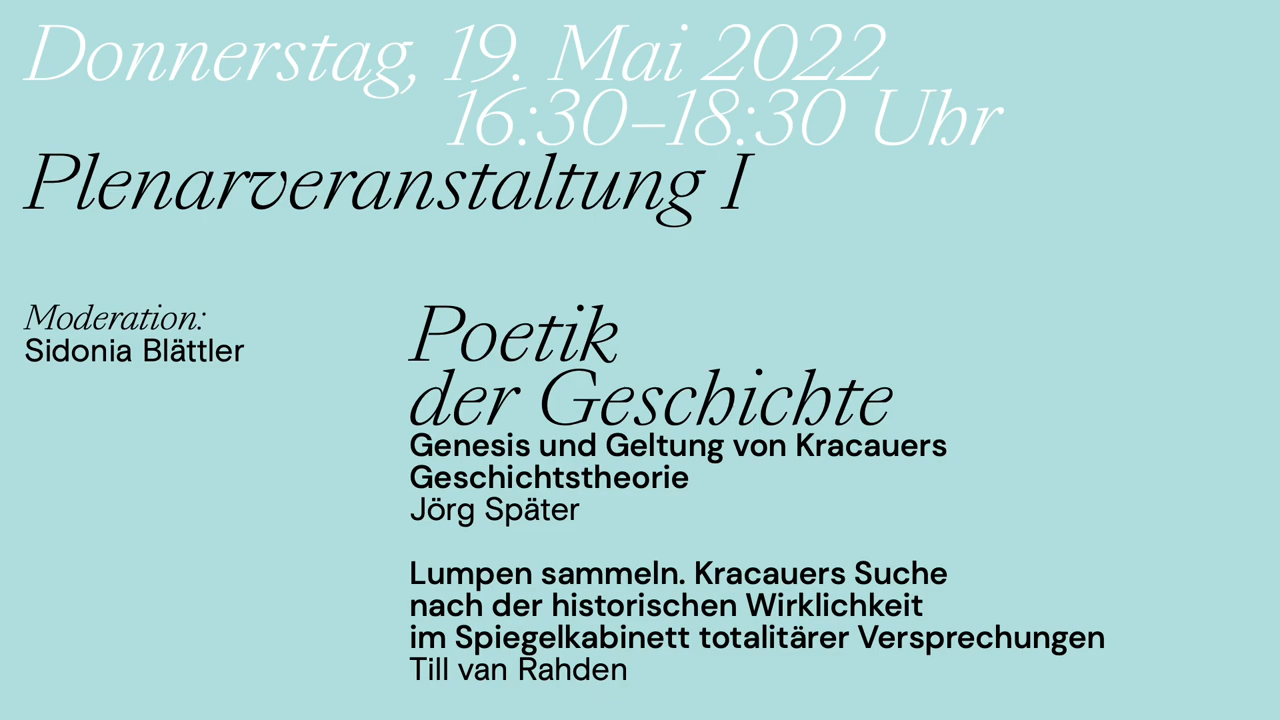 Donnerstag, 19. Mai 2022
16:30–18:30 Uhr
Plenarveranstaltung I
Moderation:
Sidonia Blättler
Poetik
der Geschichte
Genesis und Geltung von Kracauers
Geschichtstheorie
Jörg Später
Lumpen sammeln. Kracauers Suche
nach der historischen Wirklichkeit
im Spiegelkabinett totalitärer Versprechungen
Till van Rahden